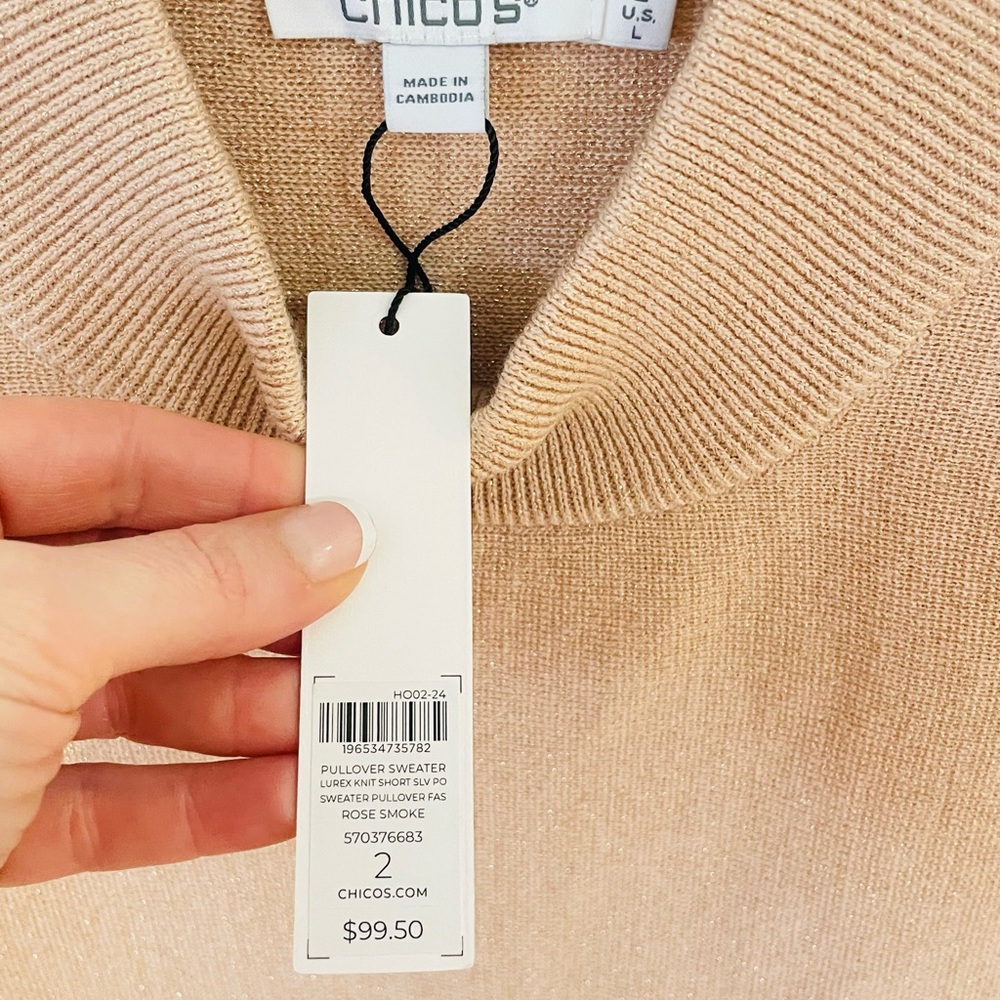 CHICO'S®
U.S.
L
MADE IN
CAMBODIA
HO02-24
196534735782
PULLOVER SWEATER
LUREX KNIT SHORT SLV PO
SWEATER PULLOVER FAS
ROSE SMOKE
570376683
2
CHICOS.COM
$99.50